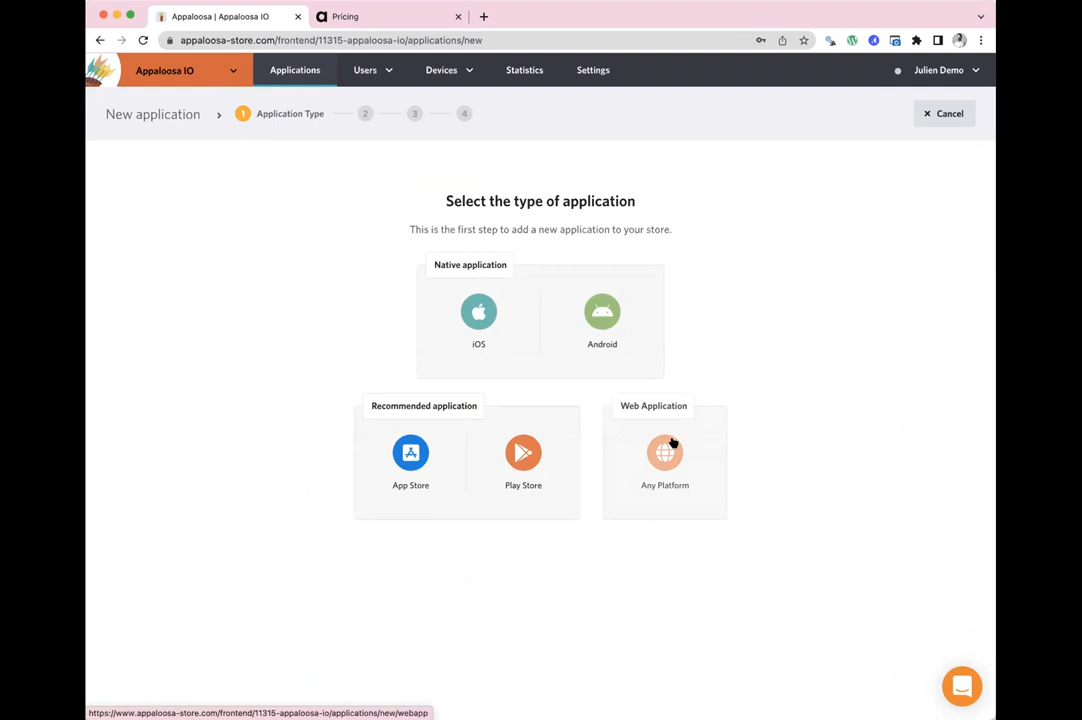 Appaloosa | Appaloosa IO
Pricing
appaloosa-store.com/frontend/11315-appaloosa-io/applications/new
Appaloosa IO
Applications
Users
Devices
Statistics
Settings
Julien Demo
New application
1 Application Type 2 3 4
Cancel
Select the type of application
This is the first step to add a new application to your store.
Native application
iOS
Android
Recommended application
Web Application
App Store
Play Store
Any Platform
https://www.appaloosa-store.com/frontend/11315-appaloosa-io/applications/new/webapp